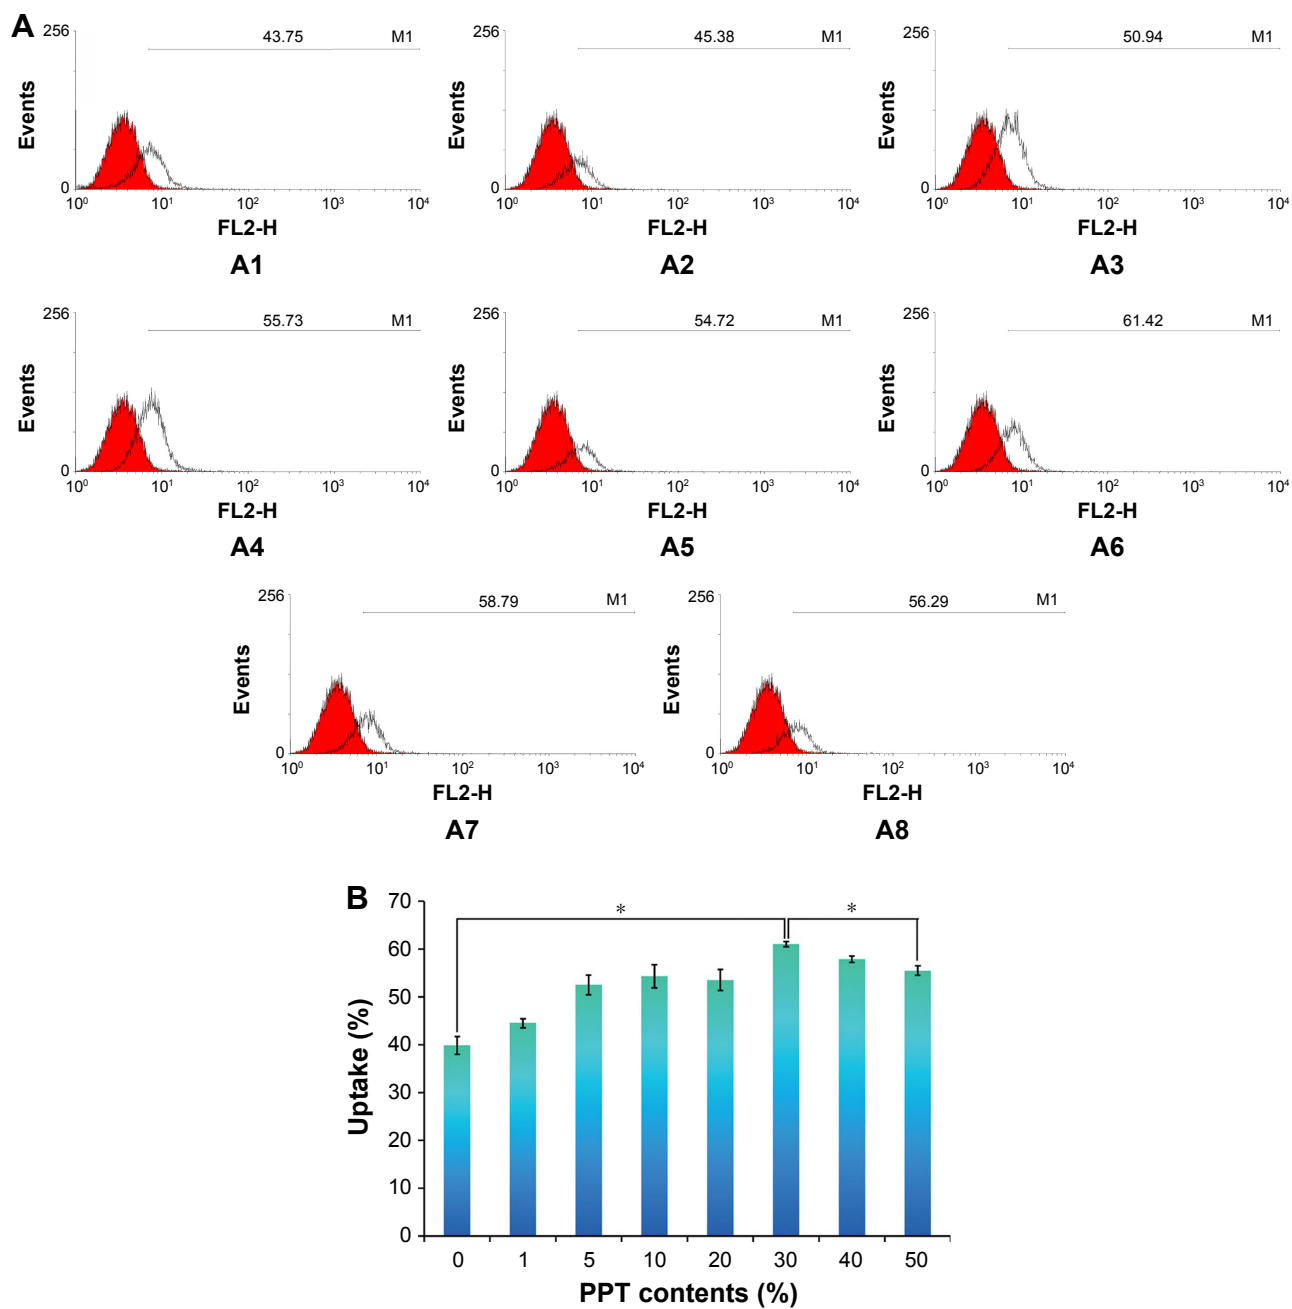 A
256 43.75 M1
Events
0
10⁰ 10¹ 10² 10³ 10⁴
FL2-H
A1
256 45.38 M1
Events
0
10⁰ 10¹ 10² 10³ 10⁴
FL2-H
A2
256 50.94 M1
Events
0
10⁰ 10¹ 10² 10³ 10⁴
FL2-H
A3
256 55.73 M1
Events
0
10⁰ 10¹ 10² 10³ 10⁴
FL2-H
A4
256 54.72 M1
Events
0
10⁰ 10¹ 10² 10³ 10⁴
FL2-H
A5
256 61.42 M1
Events
0
10⁰ 10¹ 10² 10³ 10⁴
FL2-H
A6
256 58.79 M1
Events
0
10⁰ 10¹ 10² 10³ 10⁴
FL2-H
A7
256 56.29 M1
Events
0
10⁰ 10¹ 10² 10³ 10⁴
FL2-H
A8
B
70
60
50
40
30
20
10
0
Uptake (%)
* *
0 1 5 10 20 30 40 50
PPT contents (%)